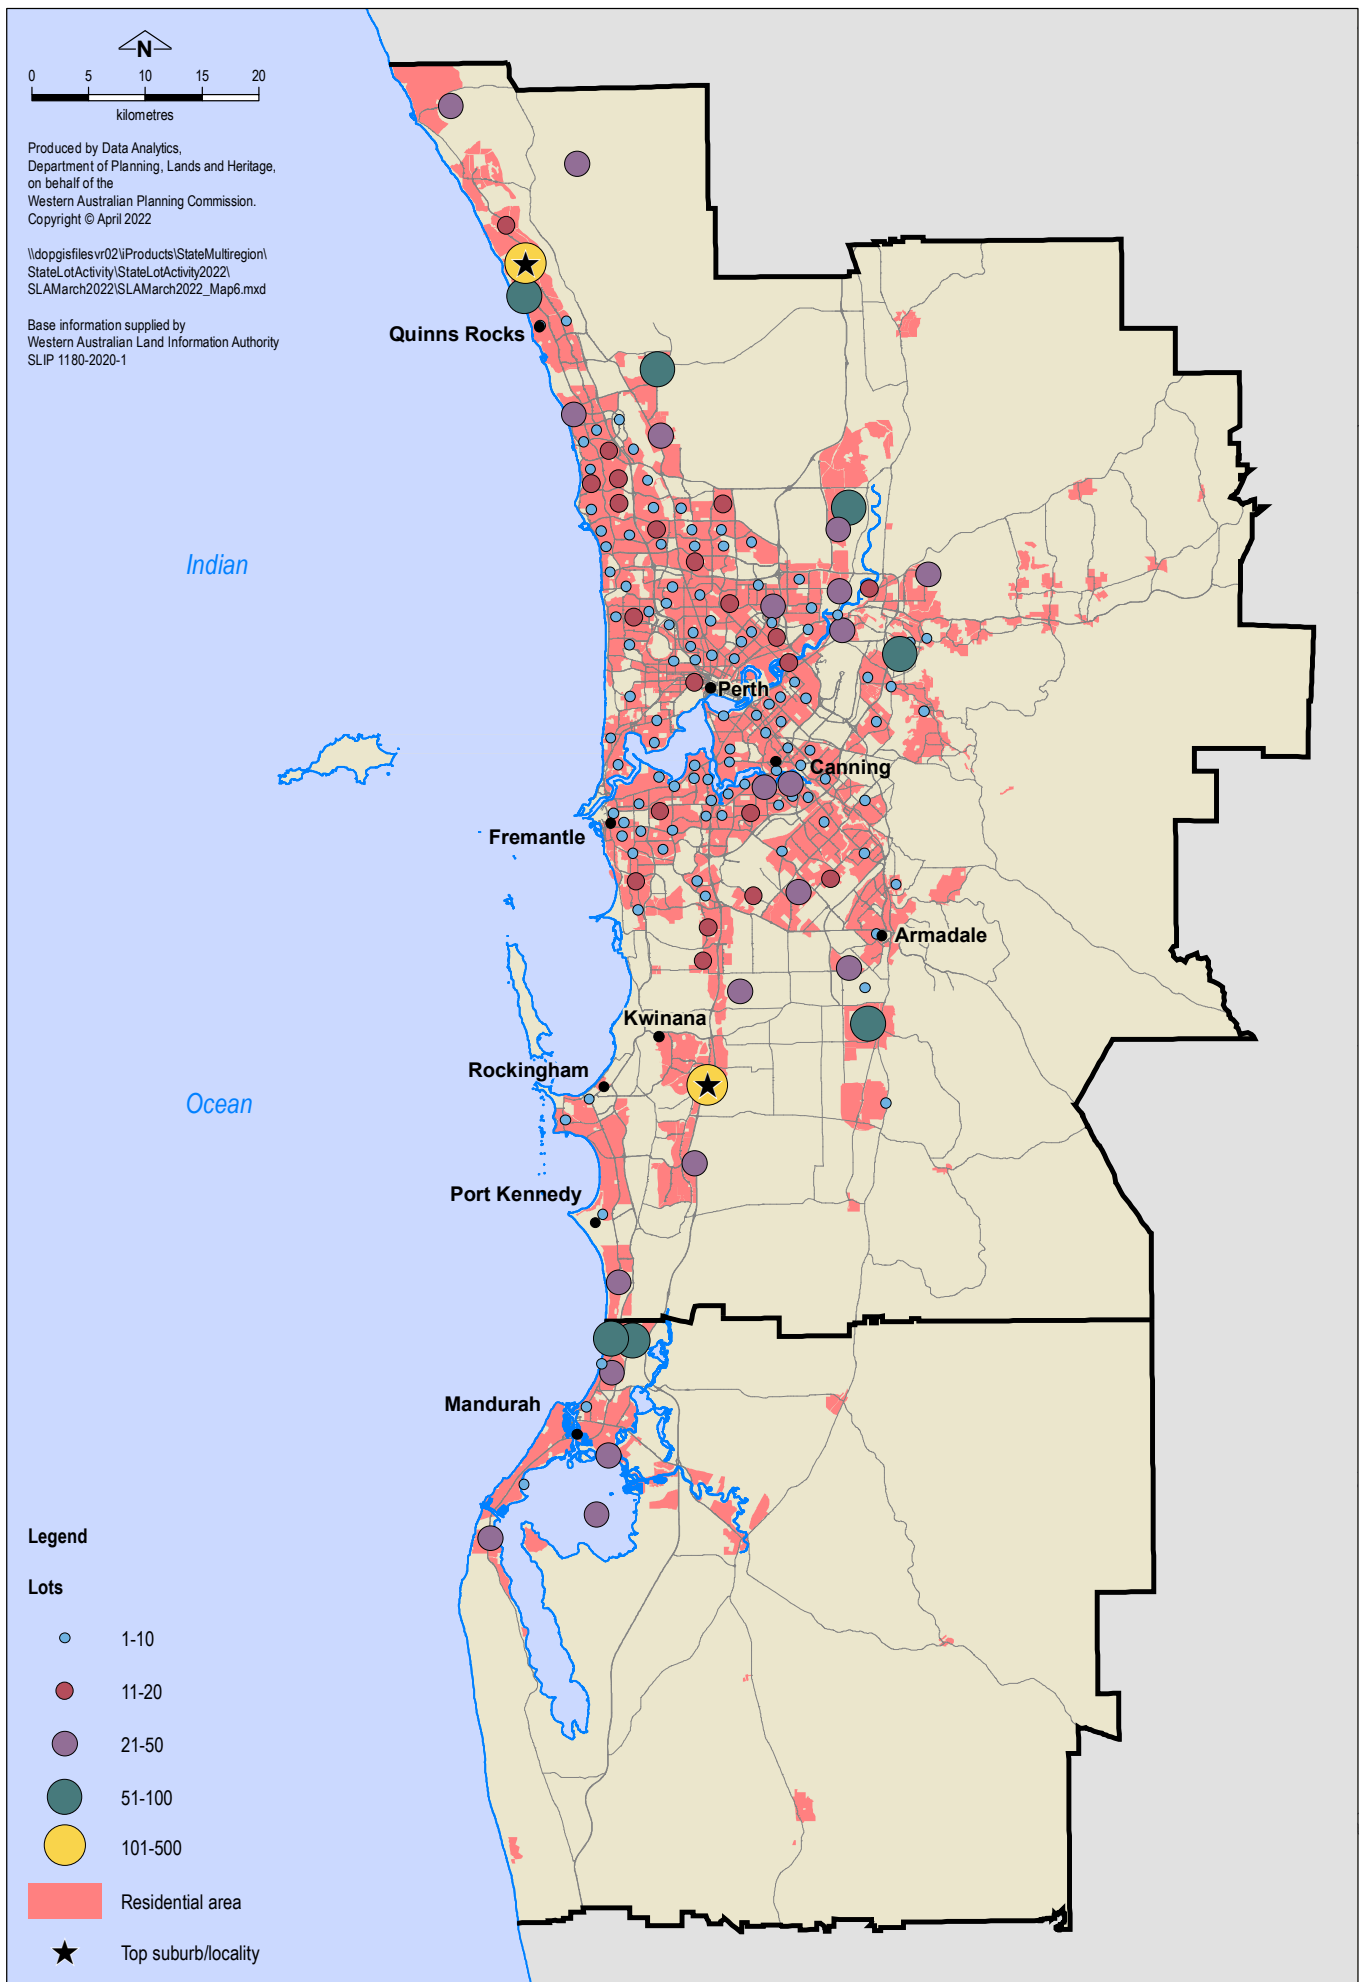 N
0 5 10 15 20
kilometres
Produced by Data Analytics,
Department of Planning, Lands and Heritage,
on behalf of the
Western Australian Planning Commission.
Copyright © April 2022
\\dopgisfilesvr02\iProducts\StateMultiregion\
StateLotActivity\StateLotActivity2022\
SLAMarch2022\SLAMarch2022_Map6.mxd
Base information supplied by
Western Australian Land Information Authority
SLIP 1180-2020-1
Quinns Rocks
Indian
Perth
Canning
Fremantle
Armadale
Kwinana
Rockingham
Ocean
Port Kennedy
Mandurah
Legend
Lots
1-10
11-20
21-50
51-100
101-500
Residential area
Top suburb/locality